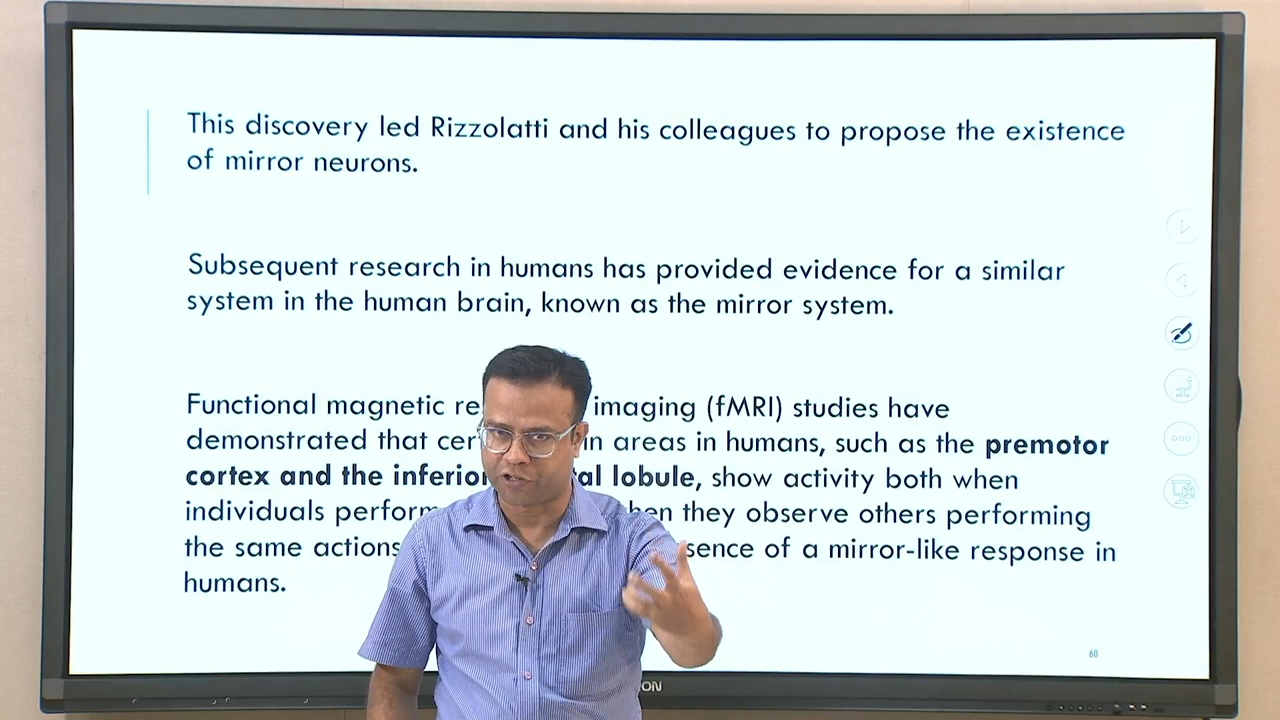 This discovery led Rizzolatti and his colleagues to propose the existence
of mirror neurons.
Subsequent research in humans has provided evidence for a similar
system in the human brain, known as the mirror system.
Functional magnetic re imaging (fMRI) studies have
demonstrated that cer in areas in humans, such as the premotor
cortex and the inferior tal lobule, show activity both when
individuals perform hen they observe others performing
the same actions sence of a mirror-like response in
humans.
60
ON